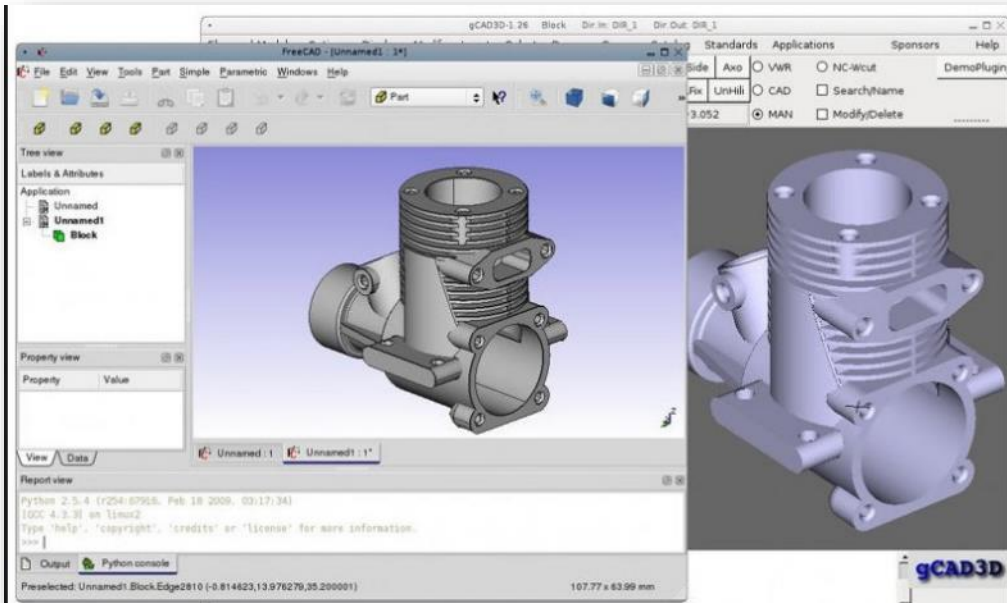 gCAD3D-1.26 Block Dir In: DIR_1 Dir Out: DIR_1
FreeCAD - [Unnamed1 : 1*]
Standards Applications Sponsors Help
File Edit View Tools Part Simple Parametric Windows Help
Side Axo VWR NC-Wcut DemoPlugin
Part
Fix UnHili CAD Search/Name
3.052 MAN Modify/Delete
Tree view
Labels & Attributes
Application
Unnamed
Unnamed1
Block
Property view
Property Value
View Data
Unnamed : 1 Unnamed1 : 1*
Report view
Python 2.5.4 (r254:67916, Feb 18 2009, 03:17:34)
[GCC 4.3.3] on linux2
Type 'help', 'copyright', 'credits' or 'license' for more information.
>>>
Output Python console
Preselected: Unnamed1.Block.Edge2810 (-0.814623,13.976279,35.200001) 107.77 x 63.99 mm
gCAD3D